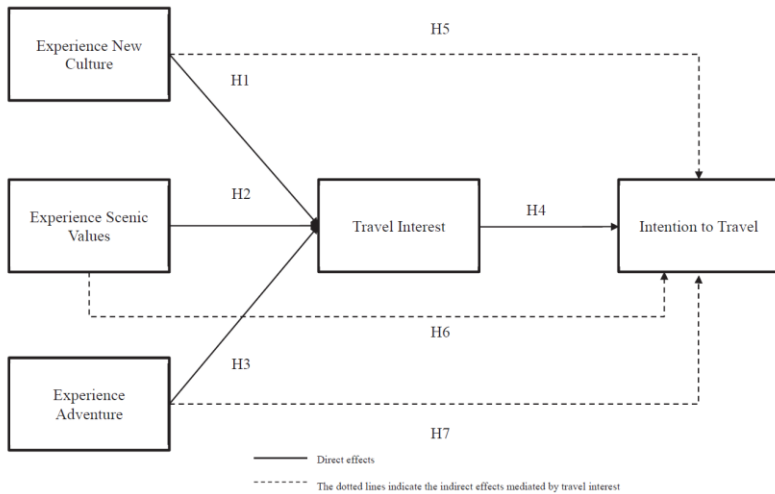 Experience New
Culture
H5
H1
Experience Scenic
Values
H2
Travel Interest
H4
Intention to Travel
H6
H3
Experience
Adventure
H7
Direct effects
The dotted lines indicate the indirect effects mediated by travel interest